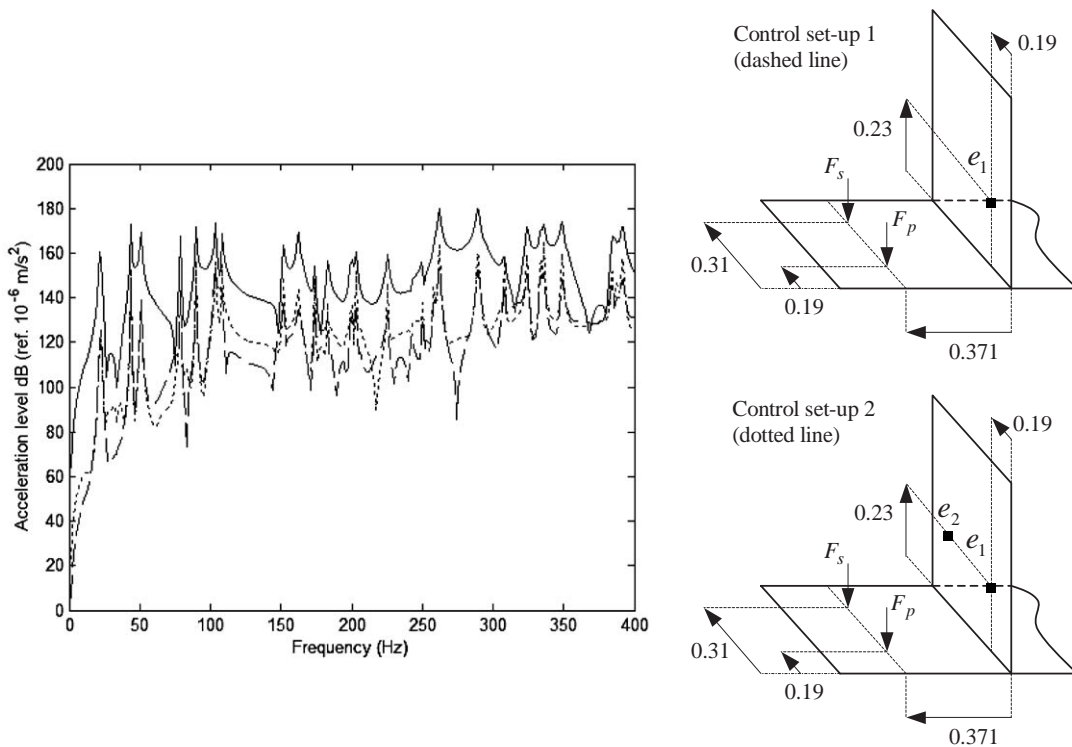 200
180
160
140
120
100
80
60
40
20
0
0 50 100 150 200 250 300 350 400
Acceleration level dB (ref. 10⁻⁶ m/s²)
Frequency (Hz)
Control set-up 1
(dashed line)
0.19
0.23
e₁
Fₛ
Fₚ
0.31
0.19
0.371
Control set-up 2
(dotted line)
0.19
0.23
e₂
e₁
Fₛ
Fₚ
0.31
0.19
0.371